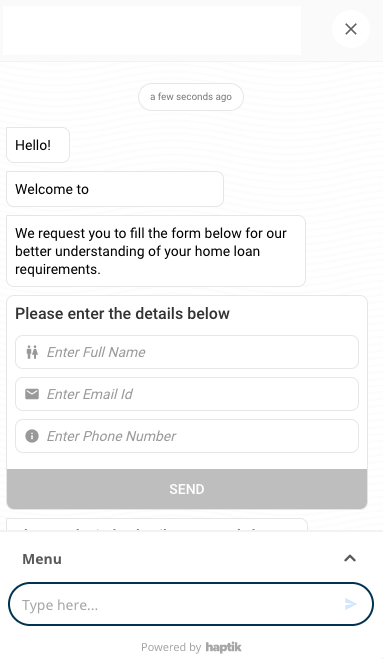 a few seconds ago
Hello!
Welcome to
We request you to fill the form below for our
better understanding of your home loan
requirements.
Please enter the details below
Enter Full Name
Enter Email Id
Enter Phone Number
SEND
Menu
Type here...
Powered by haptik